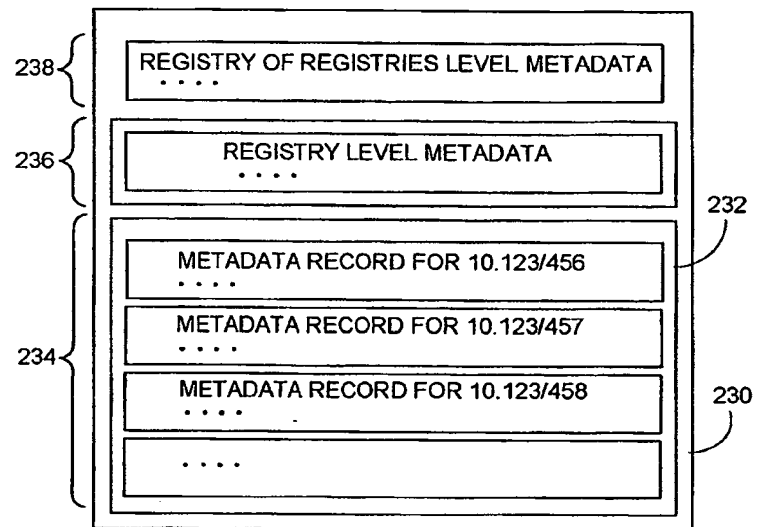 238
REGISTRY OF REGISTRIES LEVEL METADATA
....
236
REGISTRY LEVEL METADATA
....
232
METADATA RECORD FOR 10.123/456
....
METADATA RECORD FOR 10.123/457
....
234
METADATA RECORD FOR 10.123/458
....
230
....